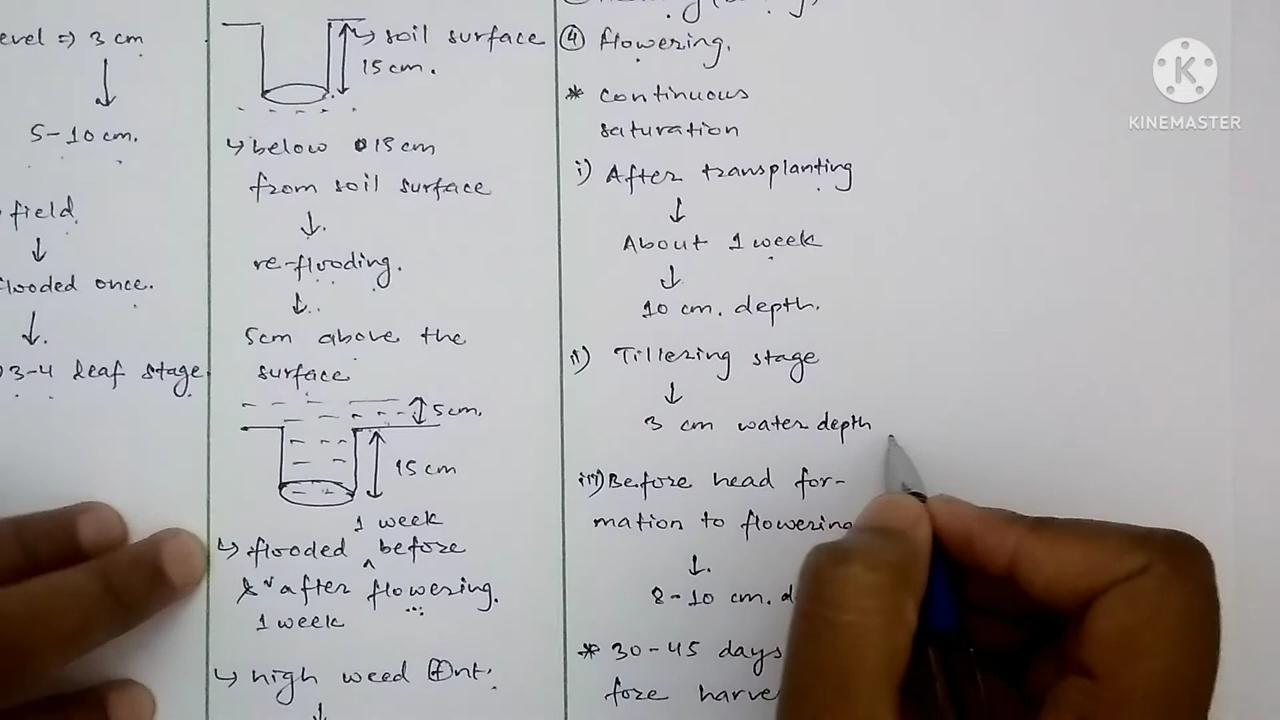 evel ⇒ 3 cm
↓
5-10 cm.
field.
↓
flooded once.
↓
3-4 leaf stage
↳ soil surface
15 cm.
↳ below 15 cm
from soil surface
↓
re-flooding.
↓
5cm above the
surface
5cm.
15 cm
1 week
↳ flooded ^ before
& after flowering.
1 week
↳ high weed
↓
④ flowering.
* continuous
saturation
i) After transplanting
↓
About 1 week
↓
10 cm. depth.
ii) Tillering stage
↓
3 cm water depth
iii) Before head for-
mation to flowering
↓
8-10 cm. d
* 30-45 days
fore harve
KINEMASTER